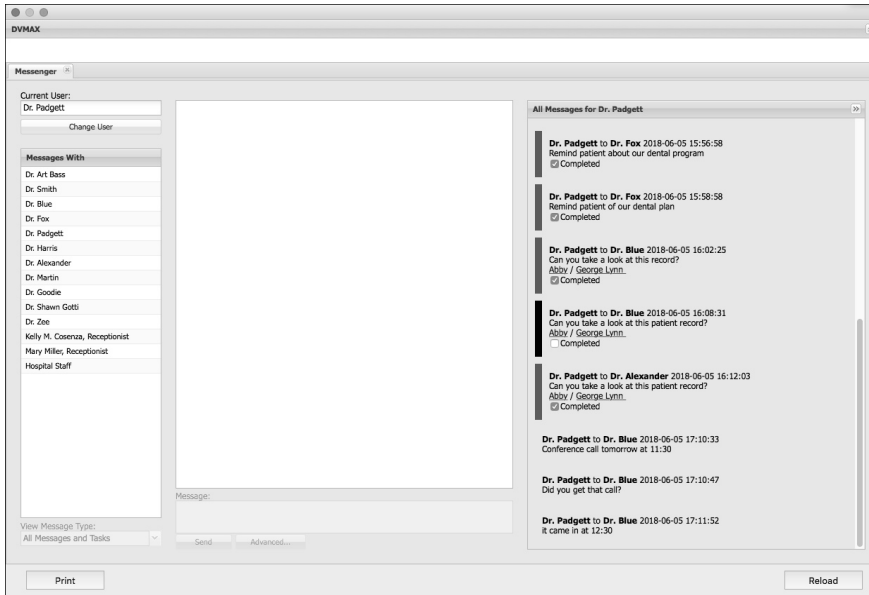 DVMAX
Messenger
Current User:
Dr. Padgett
Change User
Messages With
Dr. Art Bass
Dr. Smith
Dr. Blue
Dr. Fox
Dr. Padgett
Dr. Harris
Dr. Alexander
Dr. Martin
Dr. Goodie
Dr. Shawn Gotti
Dr. Zee
Kelly M. Cosenza, Receptionist
Mary Miller, Receptionist
Hospital Staff
View Message Type:
All Messages and Tasks
Message:
Send
Advanced...
All Messages for Dr. Padgett
Dr. Padgett to Dr. Fox 2018-06-05 15:56:58
Remind patient about our dental program
Completed
Dr. Padgett to Dr. Fox 2018-06-05 15:58:58
Remind patient of our dental plan
Completed
Dr. Padgett to Dr. Blue 2018-06-05 16:02:25
Can you take a look at this record?
Abby / George Lynn
Completed
Dr. Padgett to Dr. Blue 2018-06-05 16:08:31
Can you take a look at this patient record?
Abby / George Lynn
Completed
Dr. Padgett to Dr. Alexander 2018-06-05 16:12:03
Can you take a look at this patient record?
Abby / George Lynn
Completed
Dr. Padgett to Dr. Blue 2018-06-05 17:10:33
Conference call tomorrow at 11:30
Dr. Padgett to Dr. Blue 2018-06-05 17:10:47
Did you get that call?
Dr. Padgett to Dr. Blue 2018-06-05 17:11:52
it came in at 12:30
Print
Reload